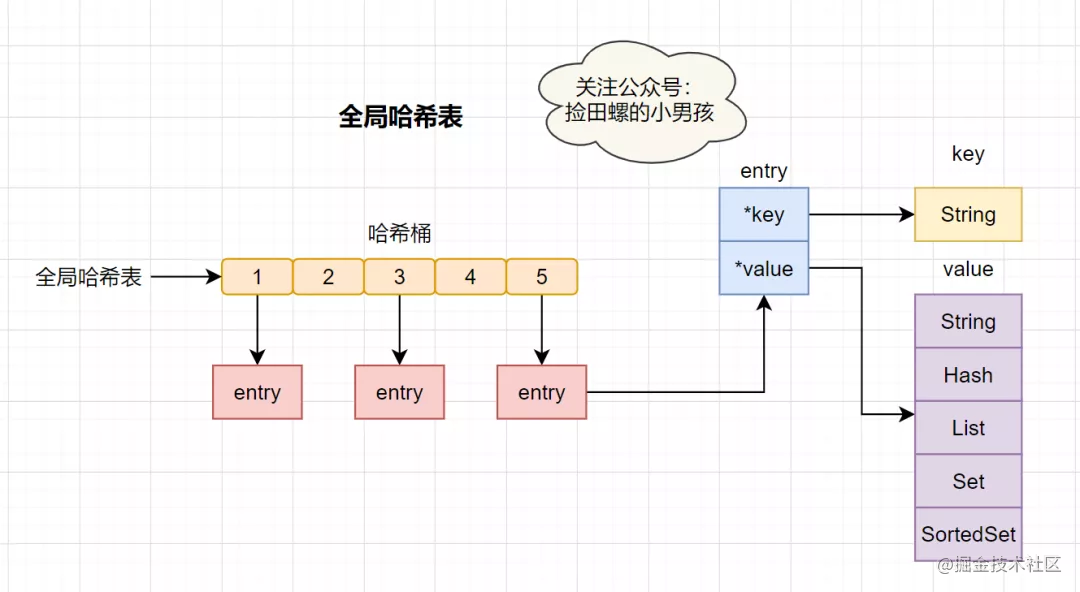 关注公众号：
捡田螺的小男孩
全局哈希表
key
entry
*key
String
哈希桶
*value
value
全局哈希表
1
2
3
4
5
String
Hash
entry
entry
entry
List
Set
SortedSet
@掘金技术社区